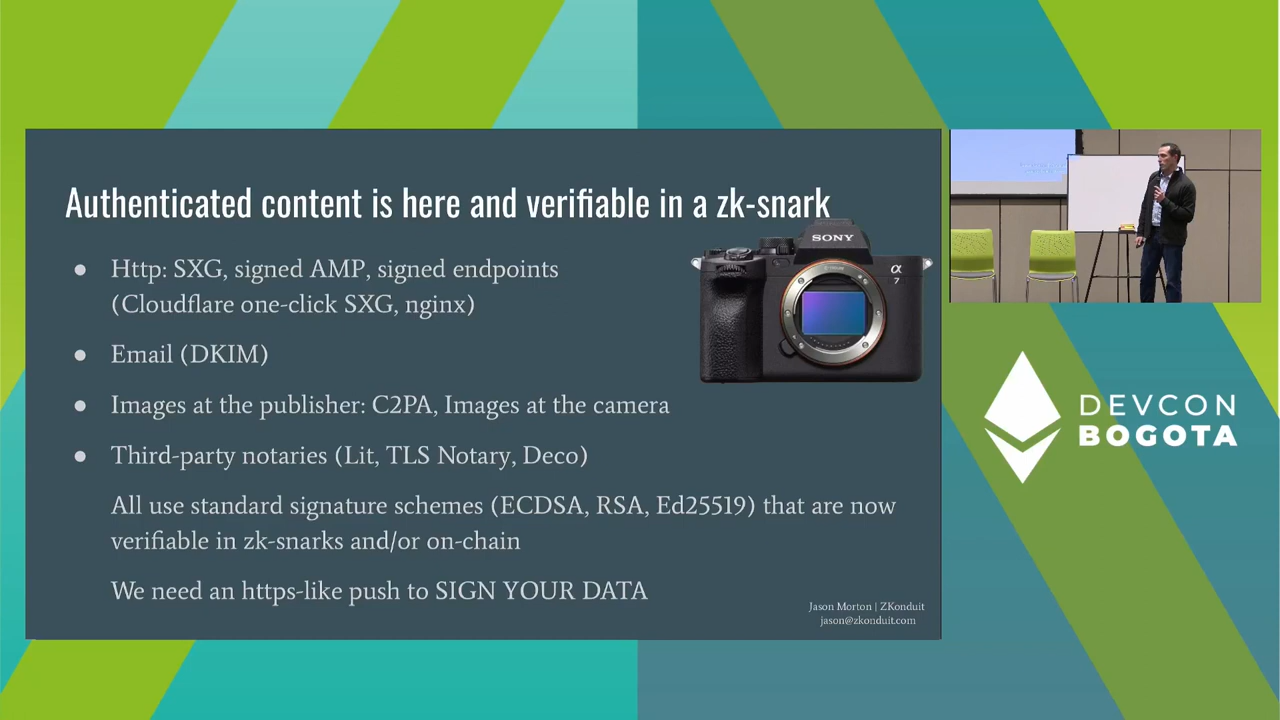 Authenticated content is here and verifiable in a zk-snark
● Http: SXG, signed AMP, signed endpoints
(Cloudflare one-click SXG, nginx)
● Email (DKIM)
● Images at the publisher: C2PA, Images at the camera
● Third-party notaries (Lit, TLS Notary, Deco)
All use standard signature schemes (ECDSA, RSA, Ed25519) that are now
verifiable in zk-snarks and/or on-chain
We need an https-like push to SIGN YOUR DATA
Jason Morton | ZKonduit
jason@zkonduit.com
SONY
α
7
DEVCON
BOGOTA